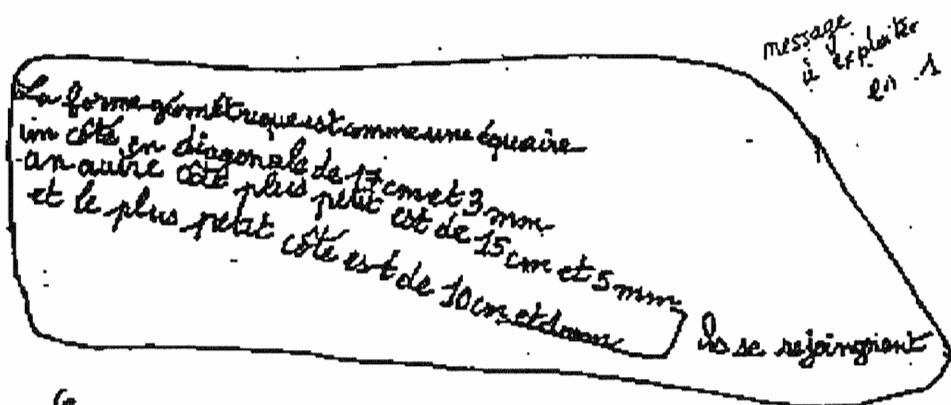 message
à exploiter
en 1
La forme géométrique est comme une équaire
un côté en diagonale de 17 cm et 3 mm
un autre côté plus petit est de 15 cm et 5 mm
et le plus petit côté est de 10 cm et
ils se rejoingnent